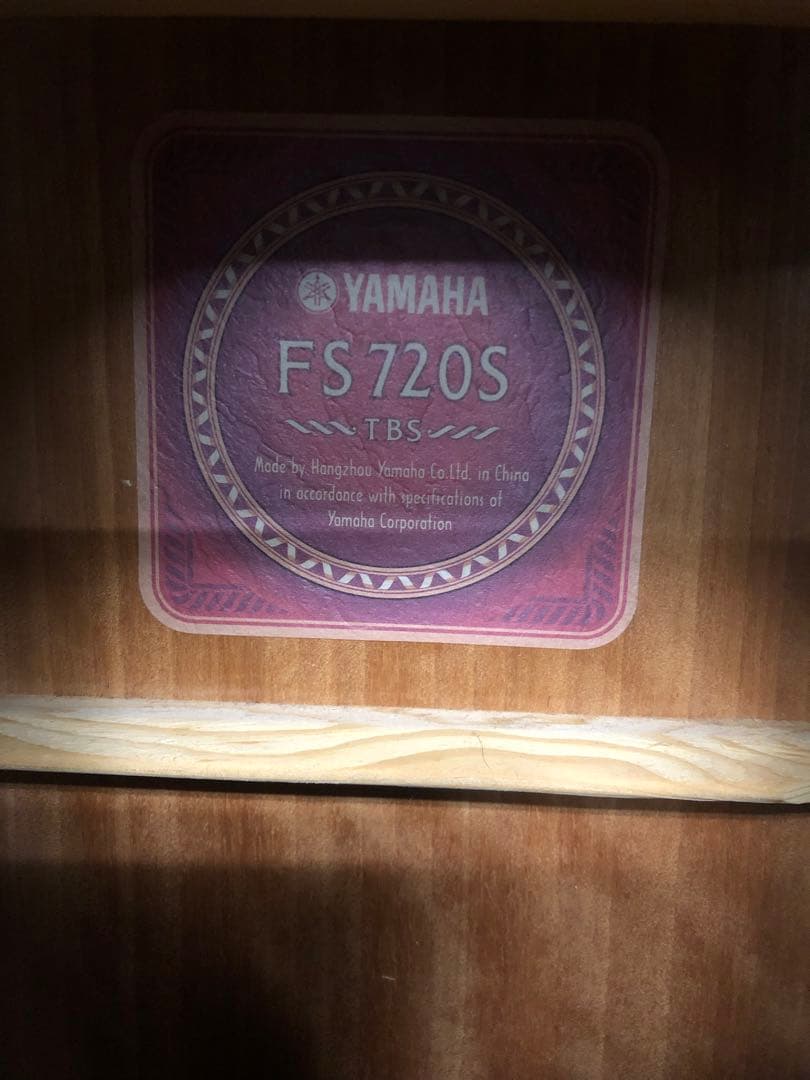 YAMAHA
FS720S
TBS
Made by Hangzhou Yamaha Co.Ltd. in China
in accordance with specifications of
Yamaha Corporation